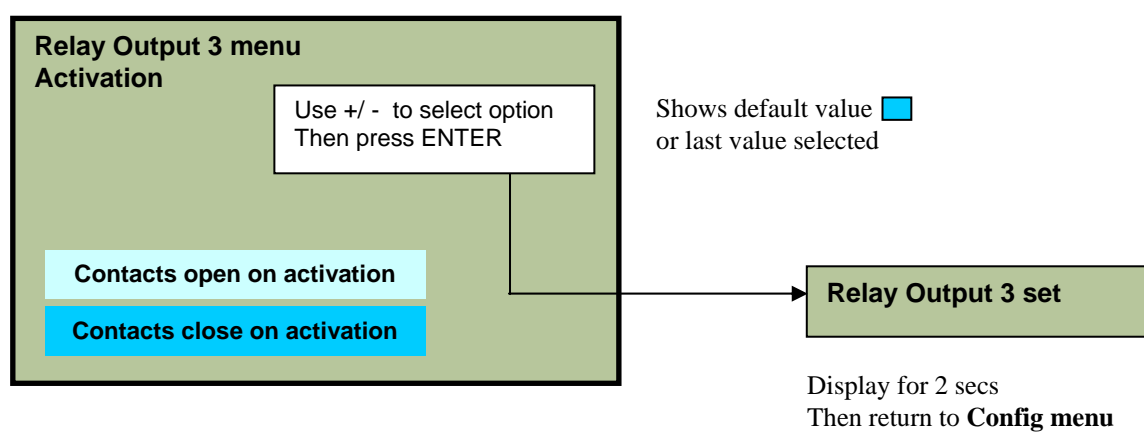 Relay Output 3 menu
Activation
Use +/ -  to select option
Then press ENTER
Shows default value
or last value selected
Contacts open on activation
Contacts close on activation
Relay Output 3 set
Display for 2 secs
Then return to Config menu